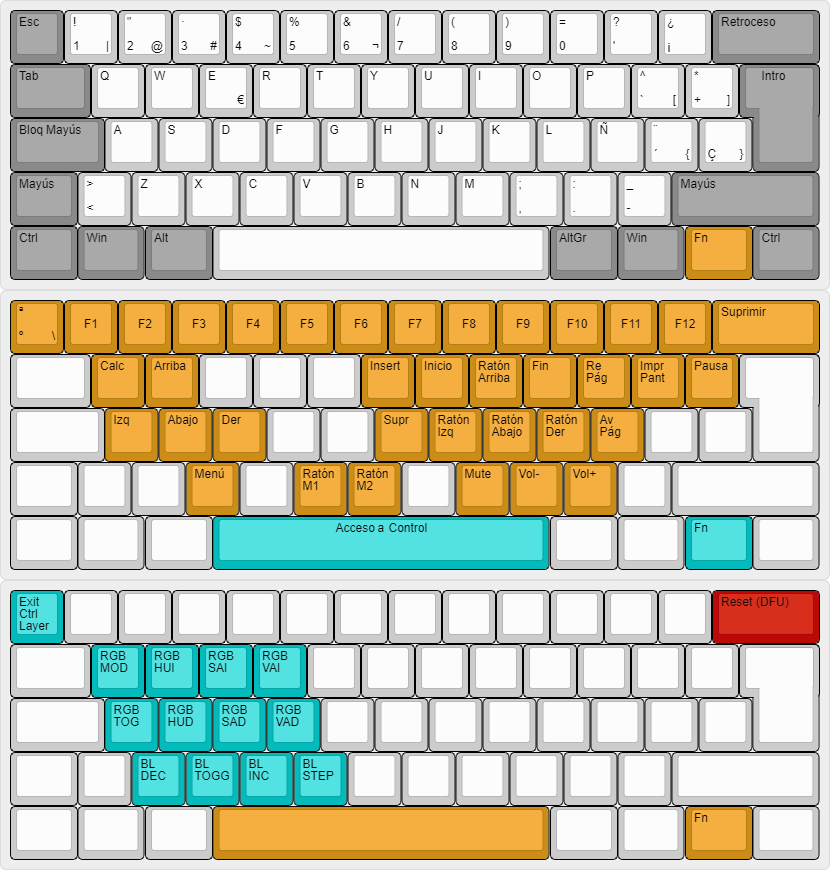 Esc ! " · $ % & / ( ) = ? ¿ Retroceso
1 | 2 @ 3 # 4 ~ 5 6 ¬ 7 8 9 0 ' ¡
Tab Q W E R T Y U I O P ^ * Intro
€ ` [ + ]
Bloq Mayús A S D F G H J K L Ñ ¨
´ { Ç }
Mayús > Z X C V B N M ; : _ Mayús
< , . -
Ctrl Win Alt AltGr Win Fn Ctrl
ª Suprimir
º \ F1 F2 F3 F4 F5 F6 F7 F8 F9 F10 F11 F12
Calc Arriba Insert Inicio Ratón Fin Re Impr Pausa
Arriba Pág Pant
Izq Abajo Der Supr Ratón Ratón Ratón Av
Izq Abajo Der Pág
Menú Ratón Ratón Mute Vol- Vol+
M1 M2
Acceso a Control Fn
Exit Reset (DFU)
Ctrl
Layer
RGB RGB RGB RGB
MOD HUI SAI VAI
RGB RGB RGB RGB
TOG HUD SAD VAD
BL BL BL BL
DEC TOGG INC STEP
Fn